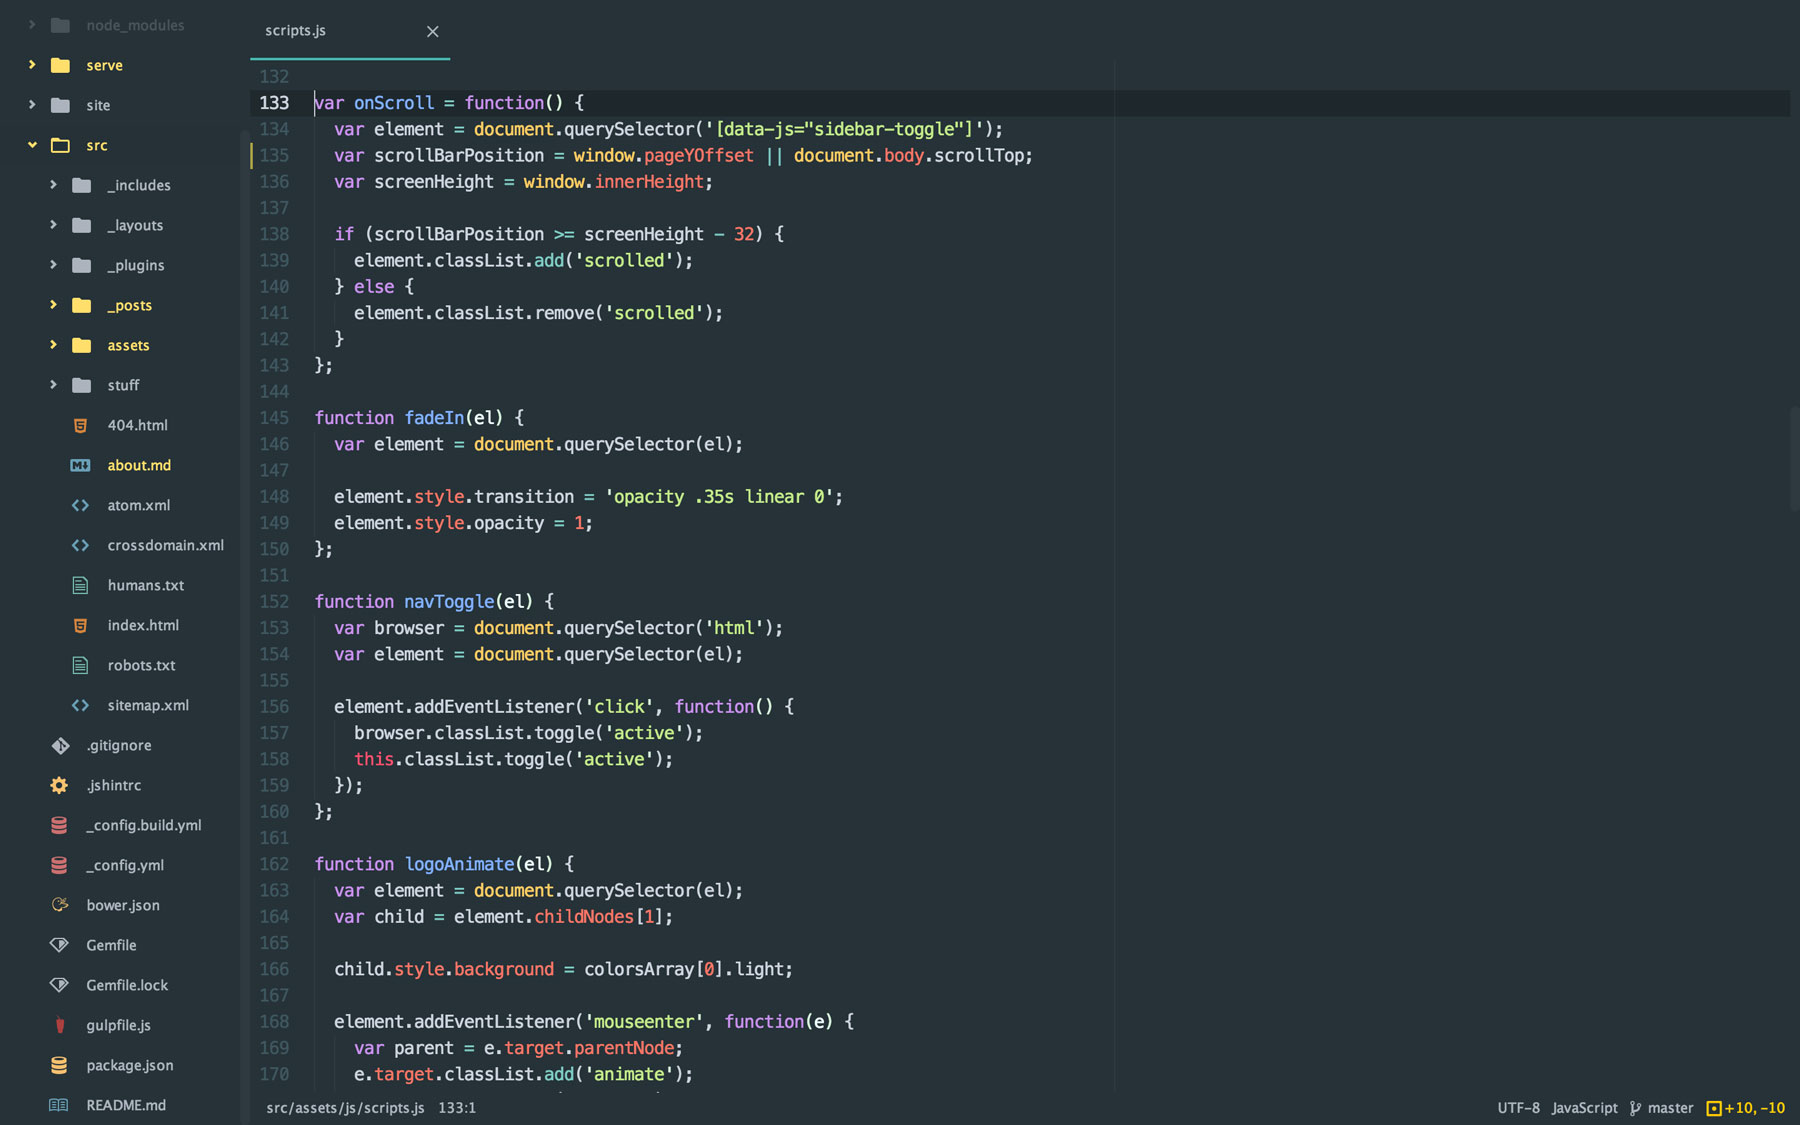 node_modules
serve
site
src
_includes
_layouts
_plugins
_posts
assets
stuff
404.html
about.md
atom.xml
crossdomain.xml
humans.txt
index.html
robots.txt
sitemap.xml
.gitignore
.jshintrc
_config.build.yml
_config.yml
bower.json
Gemfile
Gemfile.lock
gulpfile.js
package.json
README.md
scripts.js
132
133 var onScroll = function() {
134   var element = document.querySelector('[data-js="sidebar-toggle"]');
135   var scrollBarPosition = window.pageYOffset || document.body.scrollTop;
136   var screenHeight = window.innerHeight;
137
138   if (scrollBarPosition >= screenHeight - 32) {
139     element.classList.add('scrolled');
140   } else {
141     element.classList.remove('scrolled');
142   }
143 };
144
145 function fadeIn(el) {
146   var element = document.querySelector(el);
147
148   element.style.transition = 'opacity .35s linear 0';
149   element.style.opacity = 1;
150 };
151
152 function navToggle(el) {
153   var browser = document.querySelector('html');
154   var element = document.querySelector(el);
155
156   element.addEventListener('click', function() {
157     browser.classList.toggle('active');
158     this.classList.toggle('active');
159   });
160 };
161
162 function logoAnimate(el) {
163   var element = document.querySelector(el);
164   var child = element.childNodes[1];
165
166   child.style.background = colorsArray[0].light;
167
168   element.addEventListener('mouseenter', function(e) {
169     var parent = e.target.parentNode;
170     e.target.classList.add('animate');
src/assets/js/scripts.js 133:1 UTF-8 JavaScript master +10, -10